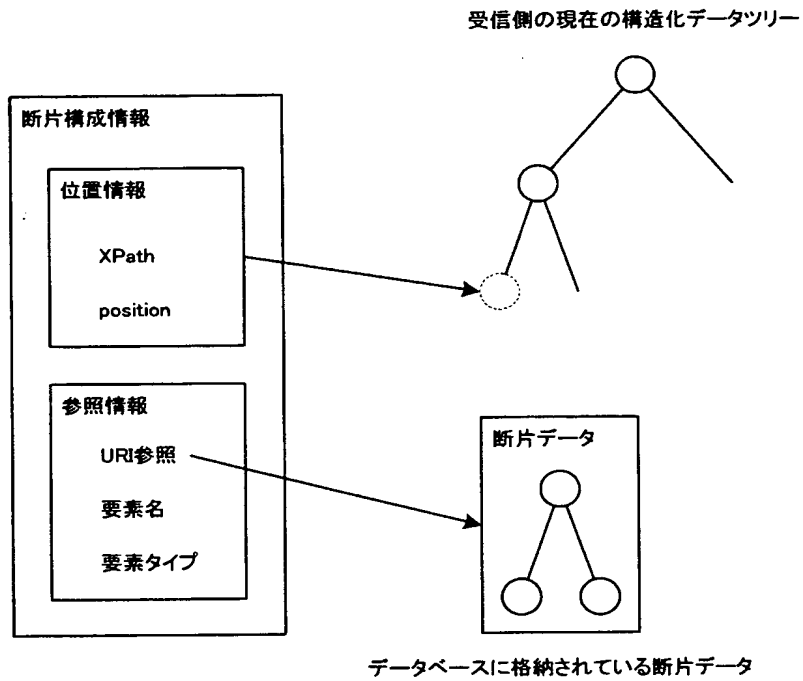 受信側の現在の構造化データツリー
断片構成情報
位置情報
XPath
position
参照情報
URI参照
要素名
要素タイプ
断片データ
データベースに格納されている断片データ